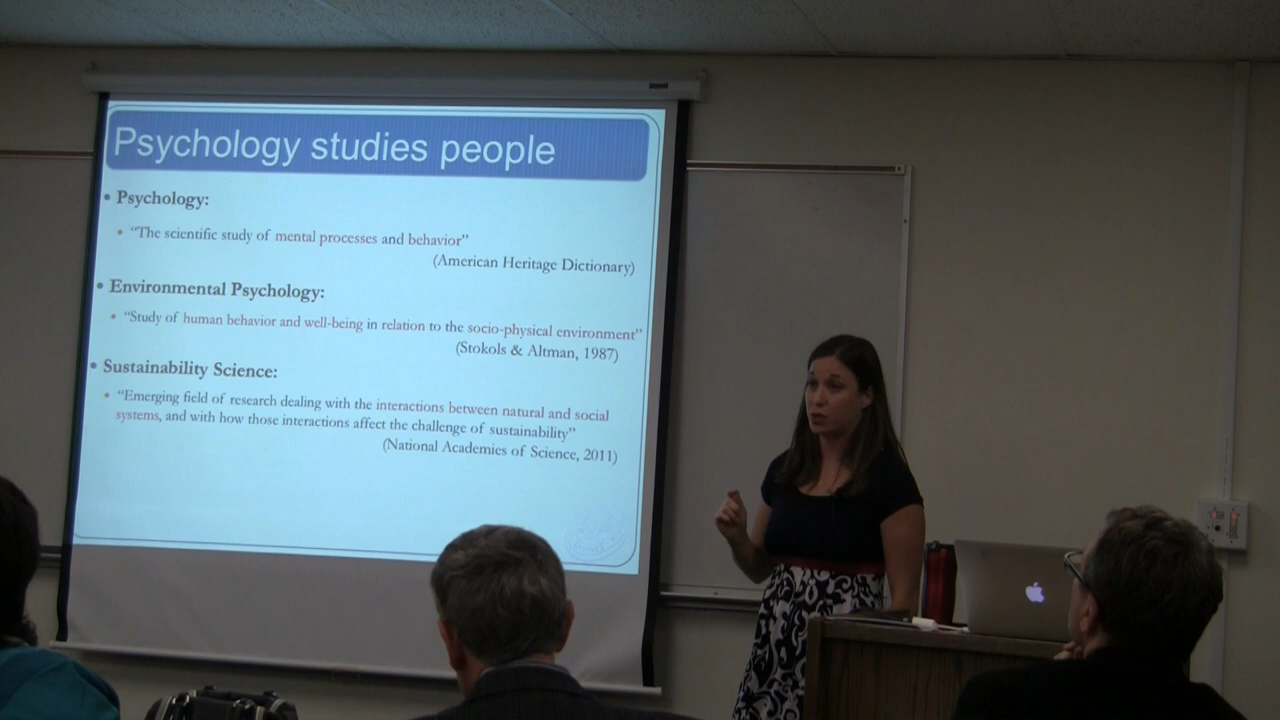 Psychology studies people
• Psychology:
• “The scientific study of mental processes and behavior”
(American Heritage Dictionary)
• Environmental Psychology:
• “Study of human behavior and well-being in relation to the socio-physical environment”
(Stokols & Altman, 1987)
• Sustainability Science:
• “Emerging field of research dealing with the interactions between natural and social
systems, and with how those interactions affect the challenge of sustainability”
(National Academies of Science, 2011)